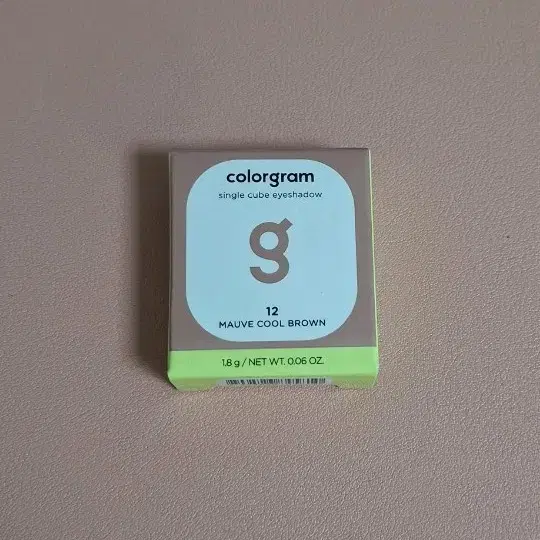 colorgram
single cube eyeshadow
g
12
MAUVE COOL BROWN
1.8 g / NET WT. 0.06 OZ.